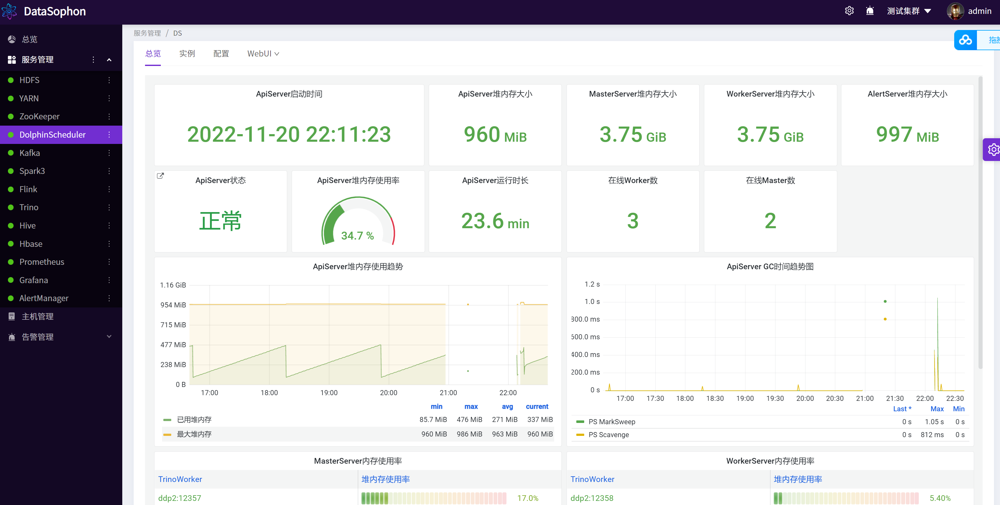 DataSophon
测试集群
admin
总览
服务管理
HDFS
YARN
ZooKeeper
DolphinScheduler
Kafka
Spark3
Flink
Trino
Hive
Hbase
Prometheus
Grafana
AlertManager
主机管理
告警管理
服务管理 / DS
总览 实例 配置 WebUI
ApiServer启动时间
2022-11-20 22:11:23
ApiServer堆内存大小
960 MiB
MasterServer堆内存大小
3.75 GiB
WorkerServer堆内存大小
3.75 GiB
AlertServer堆内存大小
997 MiB
ApiServer状态
正常
ApiServer堆内存使用率
34.7 %
ApiServer运行时长
23.6 min
在线Worker数
3
在线Master数
2
ApiServer堆内存使用趋势
1.16 GiB
954 MiB
715 MiB
477 MiB
238 MiB
0 B
17:00 18:00 19:00 20:00 21:00 22:00
min max avg current
已用堆内存 85.7 MiB 476 MiB 271 MiB 337 MiB
最大堆内存 960 MiB 986 MiB 963 MiB 960 MiB
ApiServer GC时间趋势图
1.2 s
1.0 s
800.0 ms
600.0 ms
400.0 ms
200.0 ms
0 s
17:00 17:30 18:00 18:30 19:00 19:30 20:00 20:30 21:00 21:30 22:00 22:30
Last * Max Min
PS MarkSweep 0 s 1.05 s 0 s
PS Scavenge 0 s 812 ms 0 s
MasterServer内存使用率
TrinoWorker 堆内存使用率
ddp2:12357 17.0%
WorkerServer内存使用率
TrinoWorker 堆内存使用率
ddp2:12358 5.40%